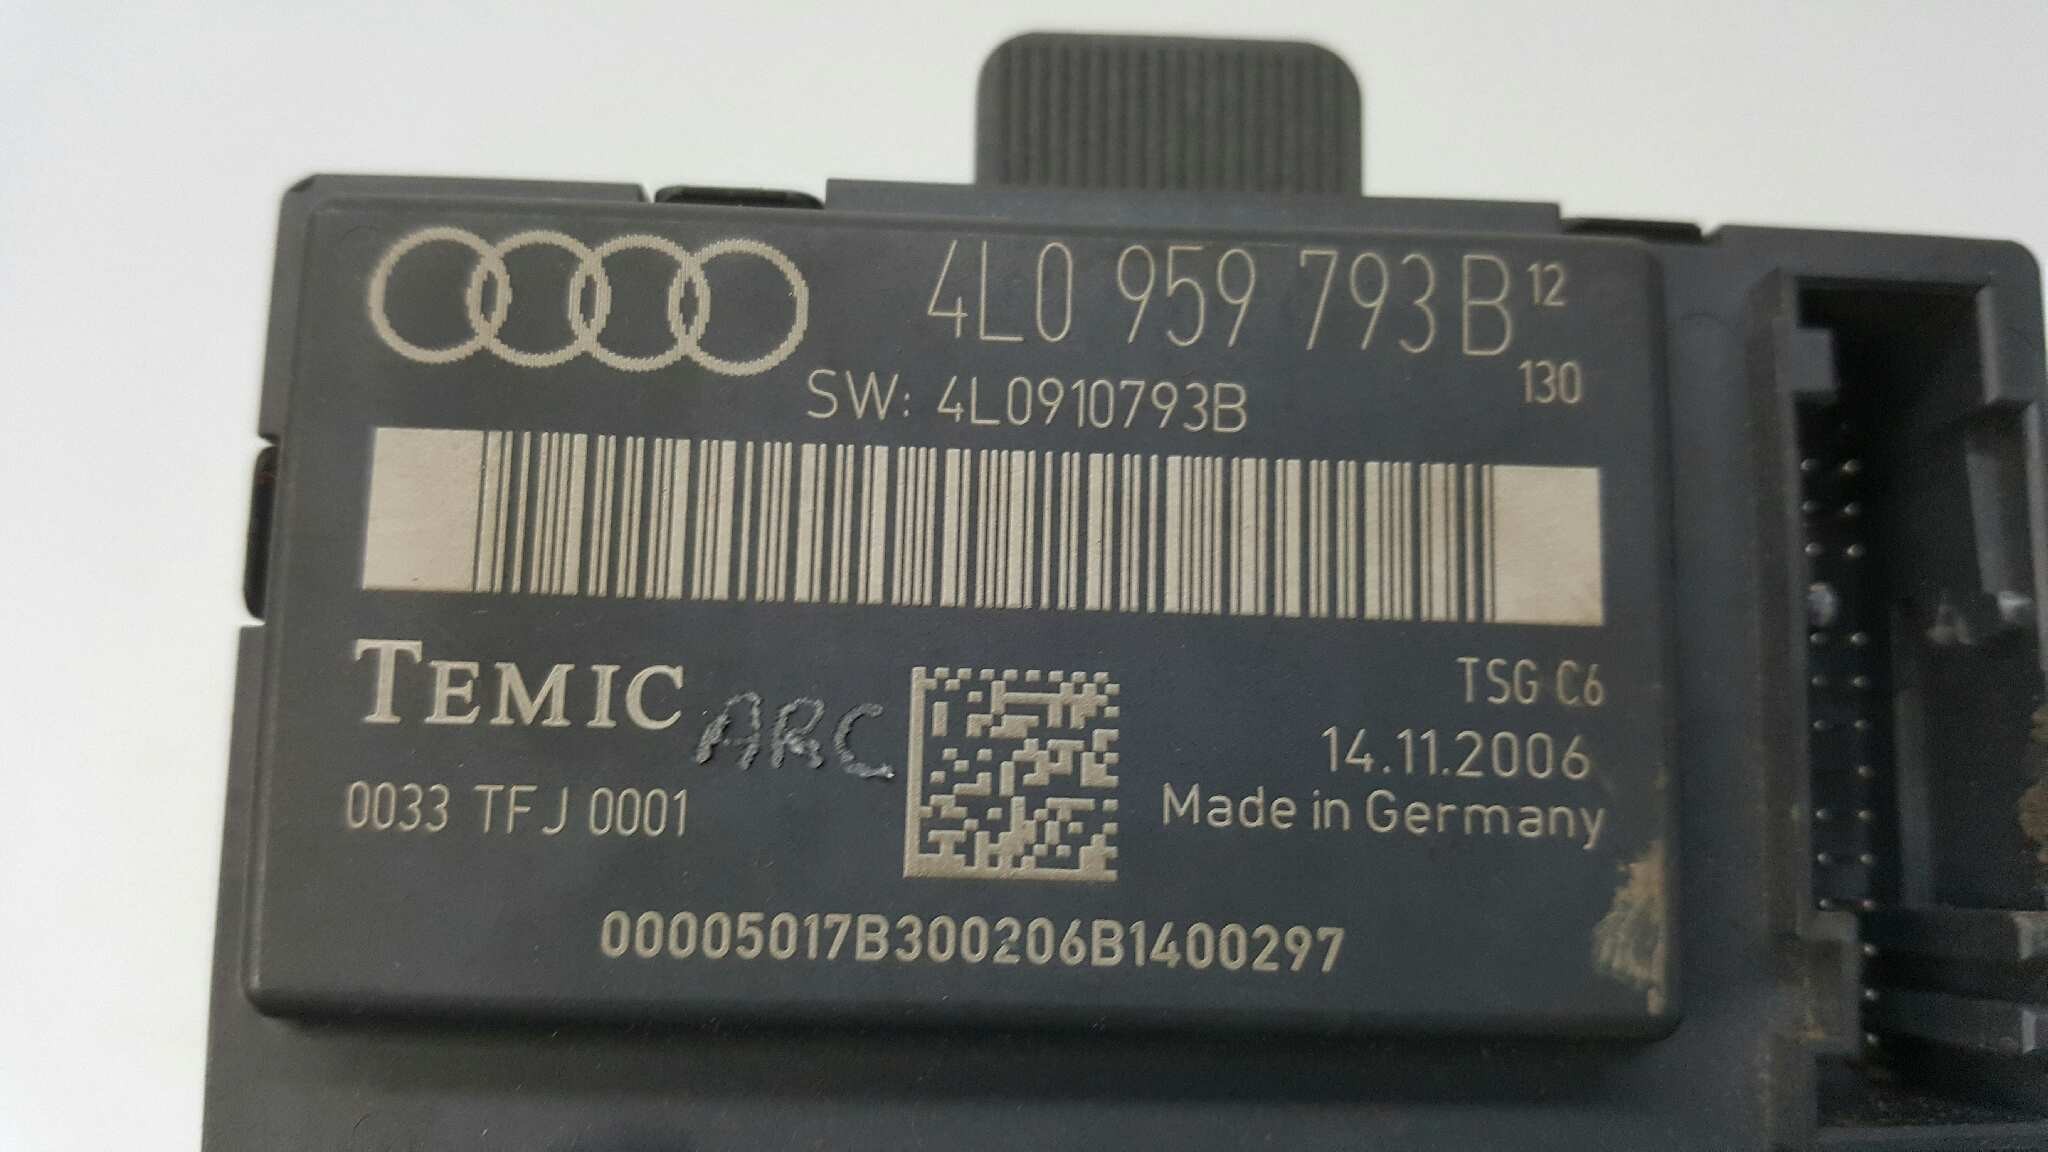 4L0 959 793 B 12
130
SW: 4L0910793B
TEMIC ARC
TSG C6
14.11.2006
0033 TFJ 0001
Made in Germany
00005017B300206B1400297